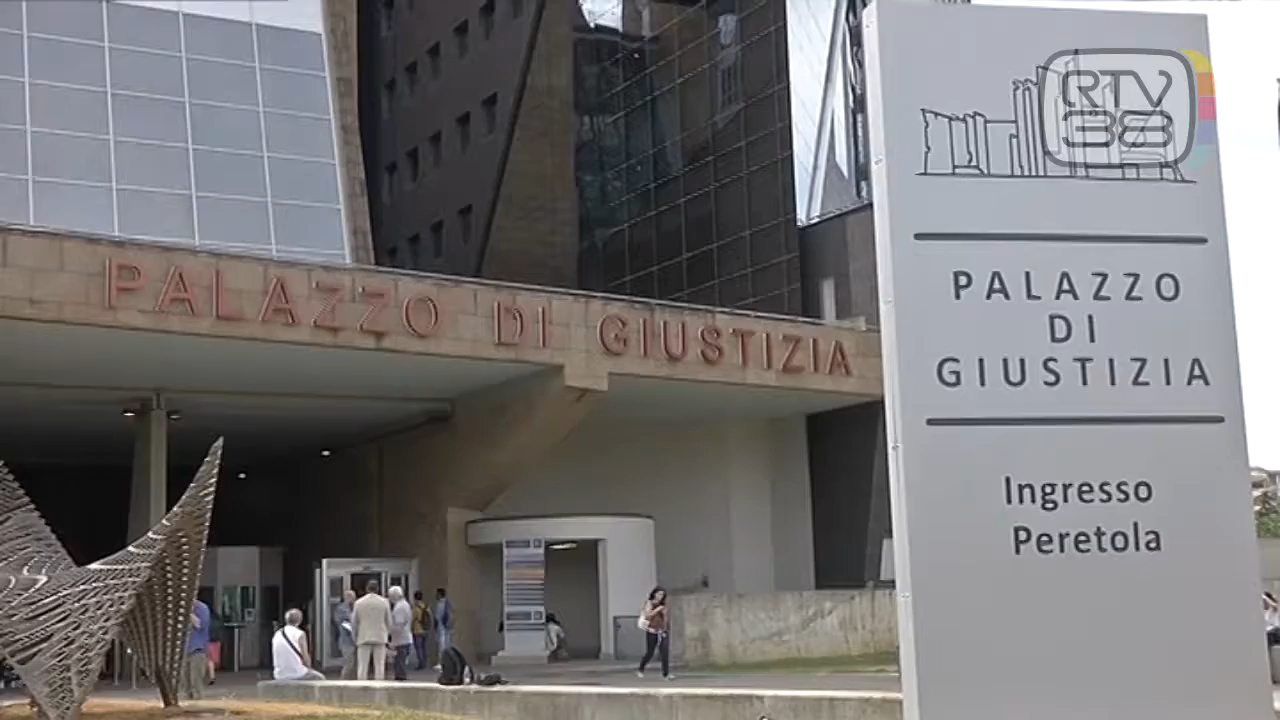 RTV
38
PALAZZO DI GIUSTIZIA
PALAZZO
DI
GIUSTIZIA
Ingresso
Peretola